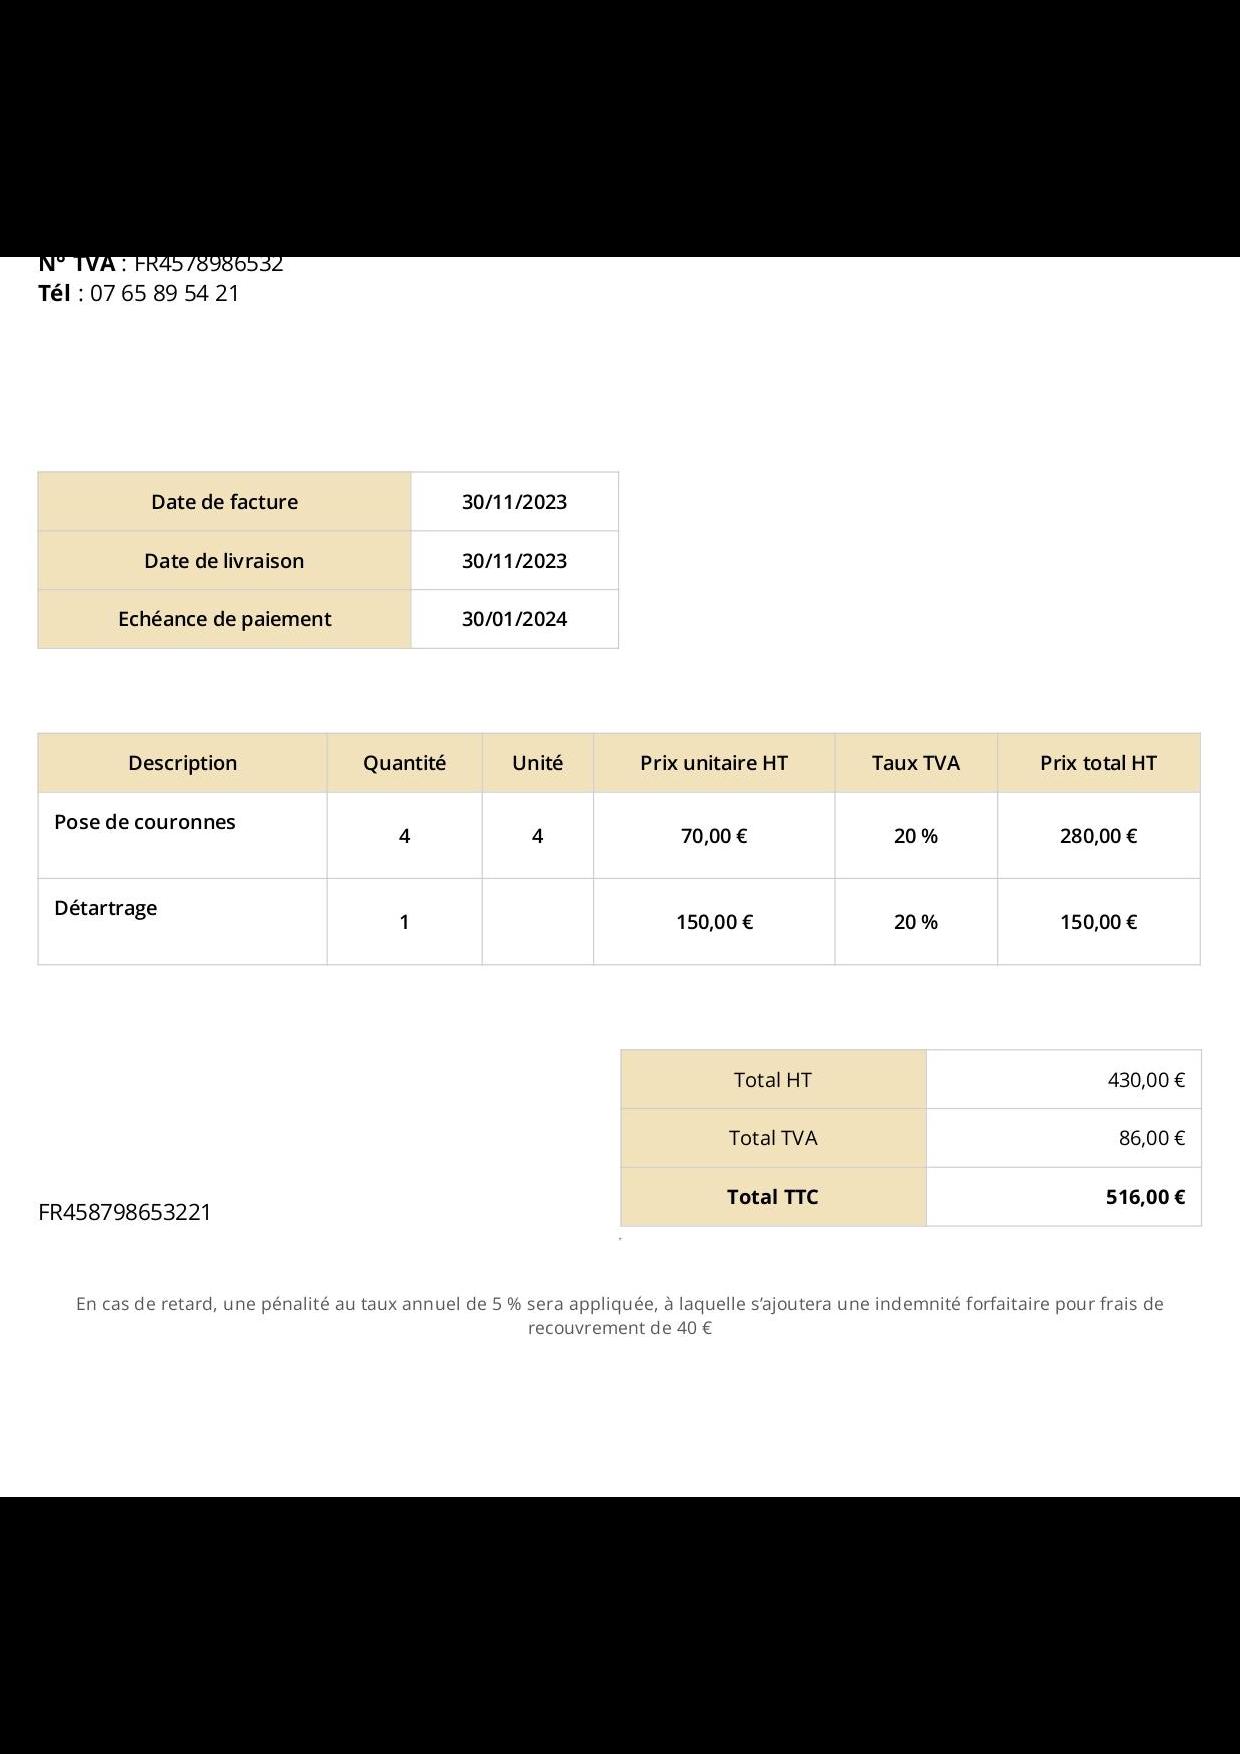 N° TVA : FR4578986532
Tél : 07 65 89 54 21
Date de facture 30/11/2023
Date de livraison 30/11/2023
Echéance de paiement 30/01/2024
Description Quantité Unité Prix unitaire HT Taux TVA Prix total HT
Pose de couronnes 4 4 70,00 € 20 % 280,00 €
Détartrage 1 150,00 € 20 % 150,00 €
Total HT 430,00 €
Total TVA 86,00 €
Total TTC 516,00 €
FR458798653221
En cas de retard, une pénalité au taux annuel de 5 % sera appliquée, à laquelle s’ajoutera une indemnité forfaitaire pour frais de
recouvrement de 40 €